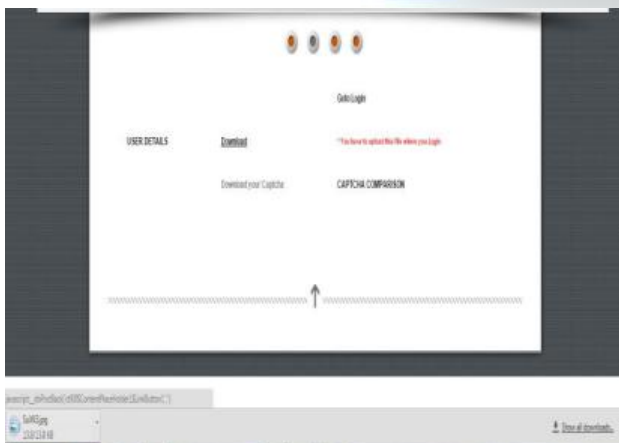 Goto Login
USER DETAILS
Download
**You have to upload this file where you Login
Download your Captcha
CAPTCHA COMPARISON
Show all downloads...